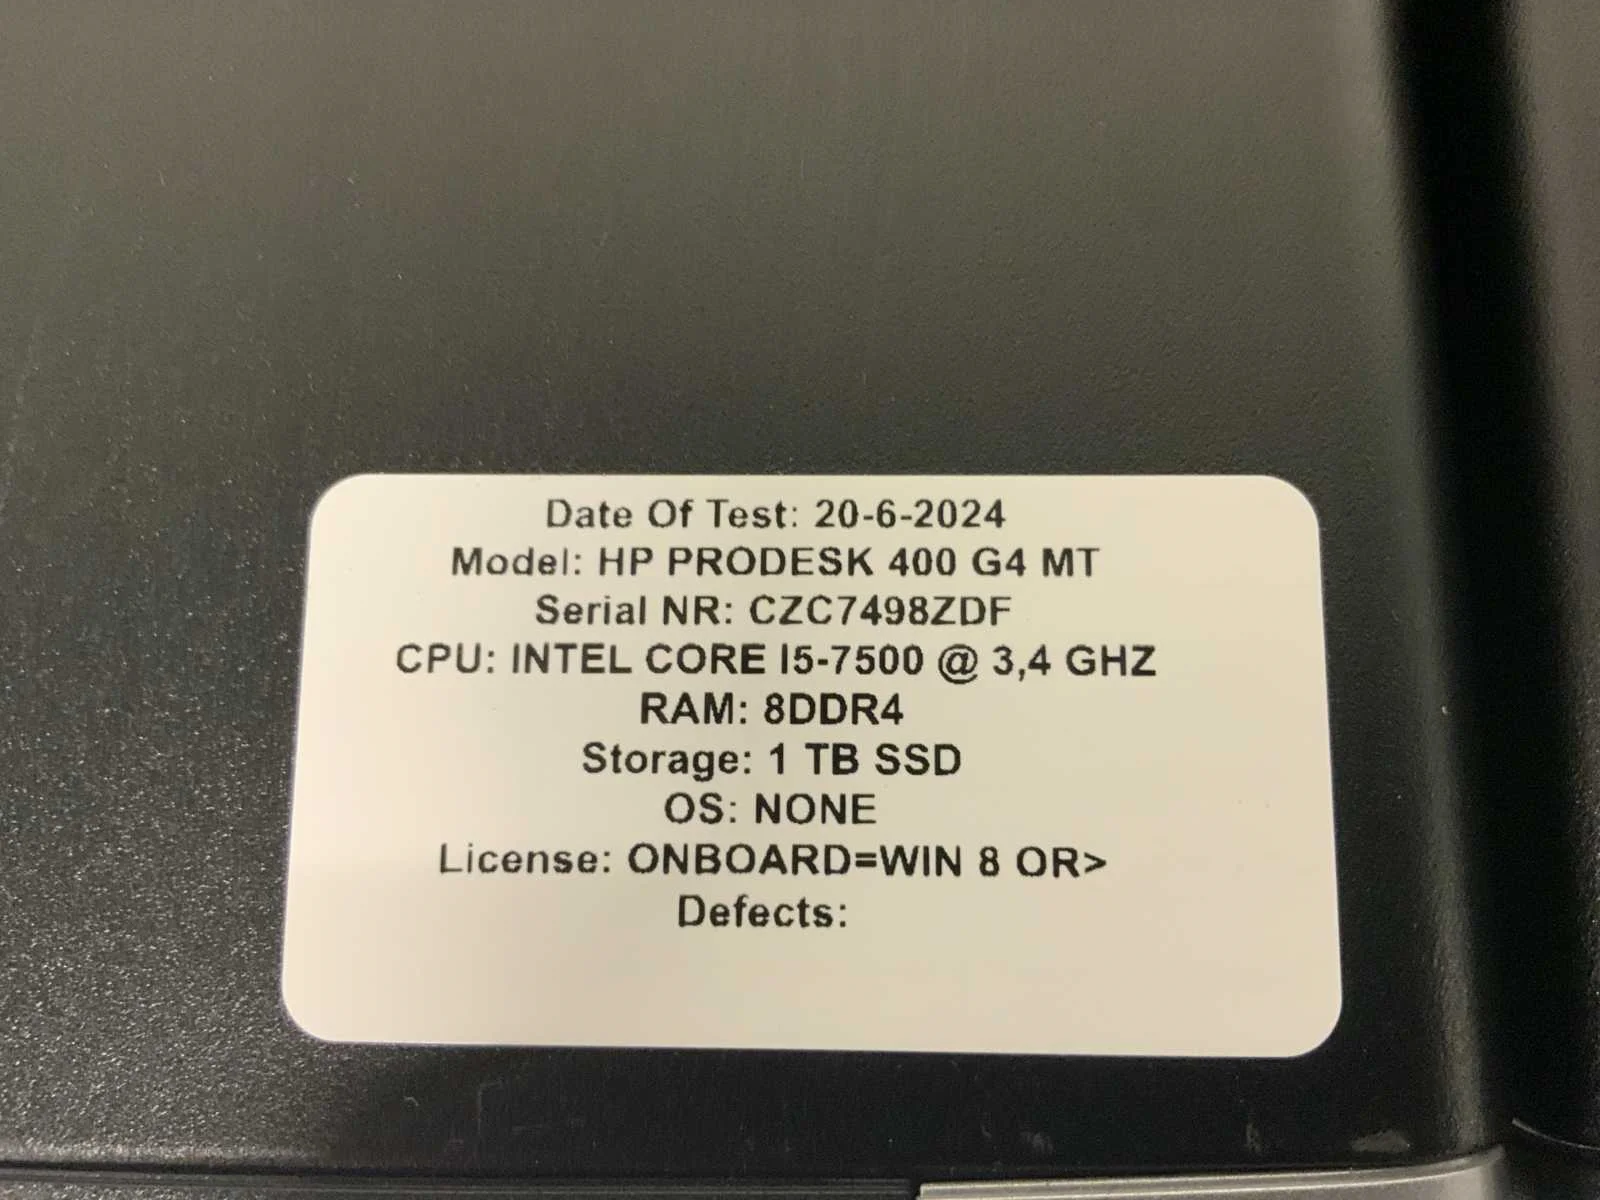 Date Of Test: 20-6-2024
Model: HP PRODESK 400 G4 MT
Serial NR: CZC7498ZDF
CPU: INTEL CORE I5-7500 @ 3,4 GHZ
RAM: 8DDR4
Storage: 1 TB SSD
OS: NONE
License: ONBOARD=WIN 8 OR>
Defects: